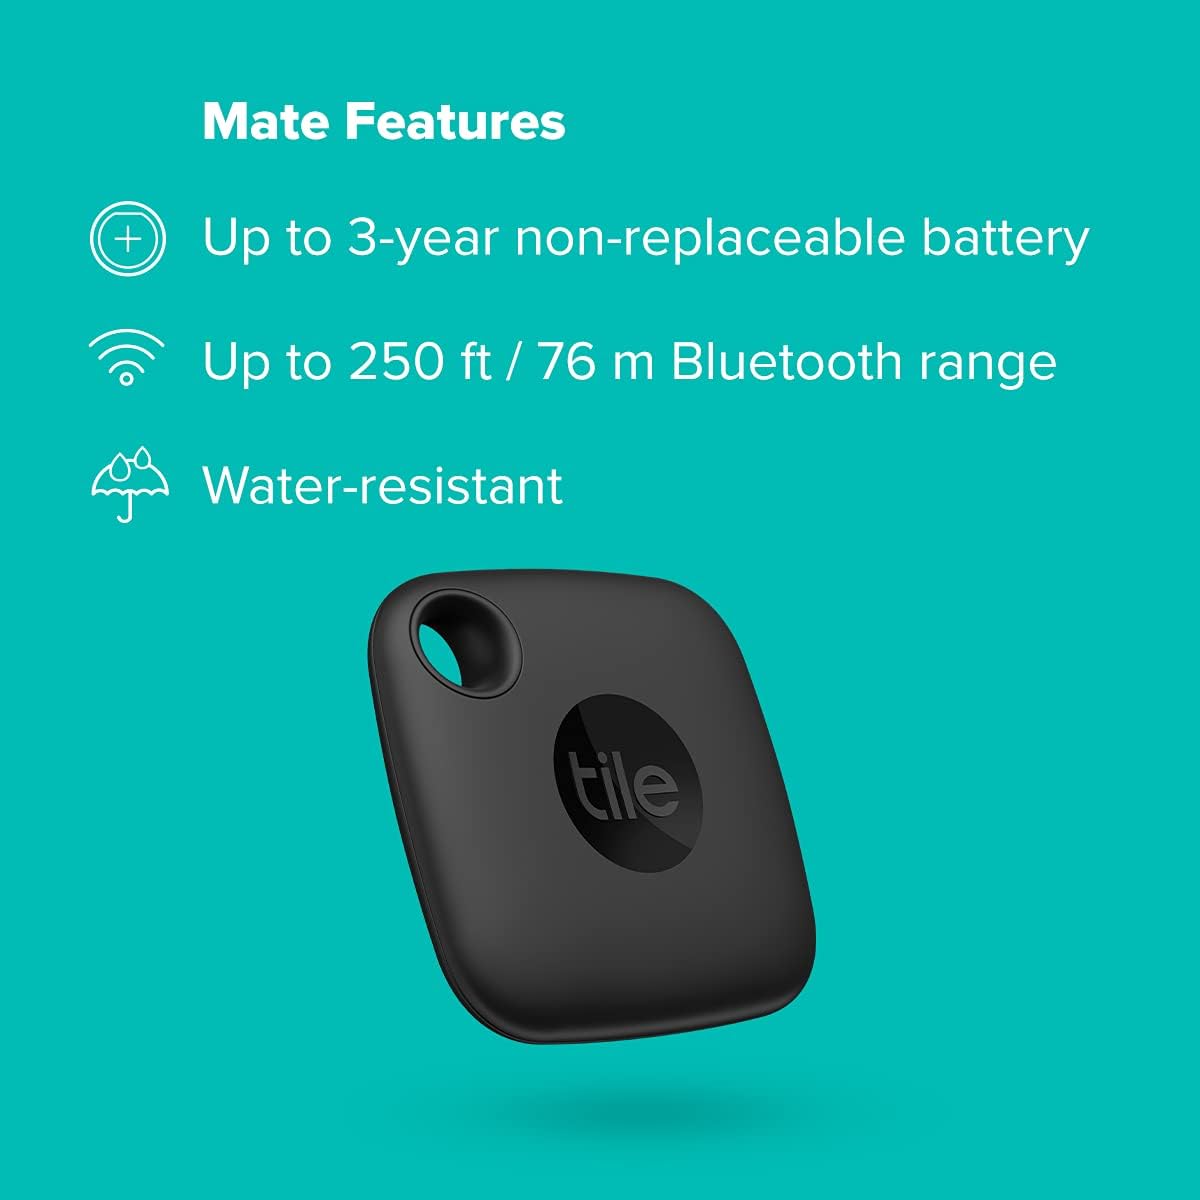 Mate Features
Up to 3-year non-replaceable battery
Up to 250 ft / 76 m Bluetooth range
Water-resistant
tile